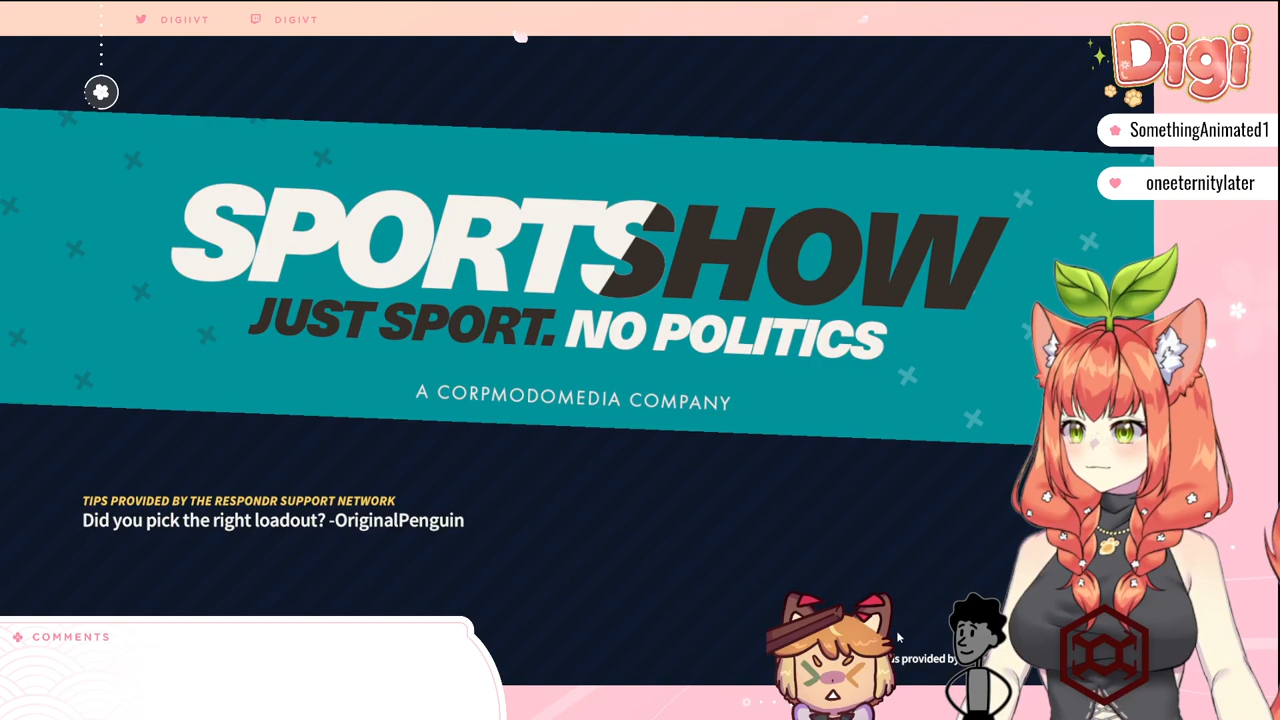 DIGIIVT
DIGIVT
Digi
SomethingAnimated1
oneeternitylater
SPORTSHOW
JUST SPORT. NO POLITICS
A CORPMODOMEDIA COMPANY
TIPS PROVIDED BY THE RESPONDR SUPPORT NETWORK
Did you pick the right loadout? -OriginalPenguin
COMMENTS
provided by